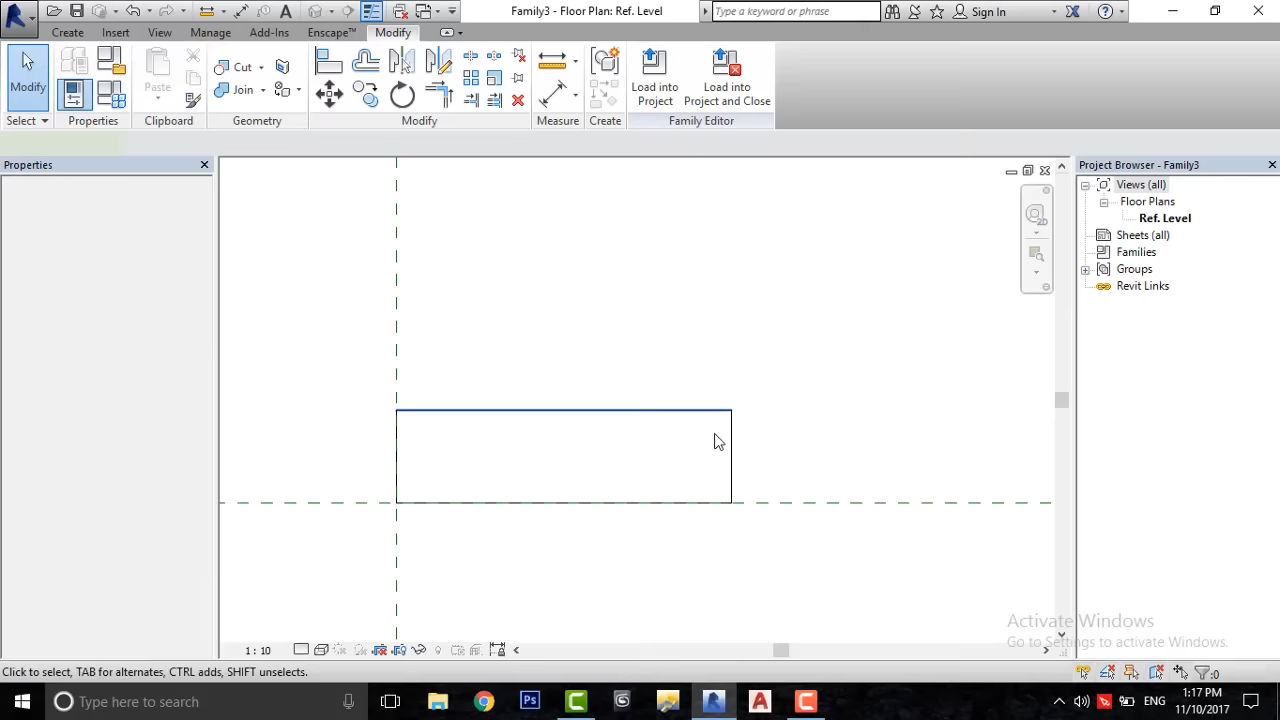 Family3 - Floor Plan: Ref. Level
Type a keyword or phrase
Sign In
Create
Insert
View
Manage
Add-Ins
Enscape™
Modify
Modify
Paste
Cut
Join
Load into
Project
Load into
Project and Close
Select
Properties
Clipboard
Geometry
Modify
Measure
Create
Family Editor
Properties
Project Browser - Family3
Views (all)
Floor Plans
Ref. Level
Sheets (all)
Families
Groups
Revit Links
2D
1 : 10
Activate Windows
Go to Settings to activate Windows.
Click to select, TAB for alternates, CTRL adds, SHIFT unselects.
:0
Type here to search
Ps
ENG
1:17 PM
11/10/2017